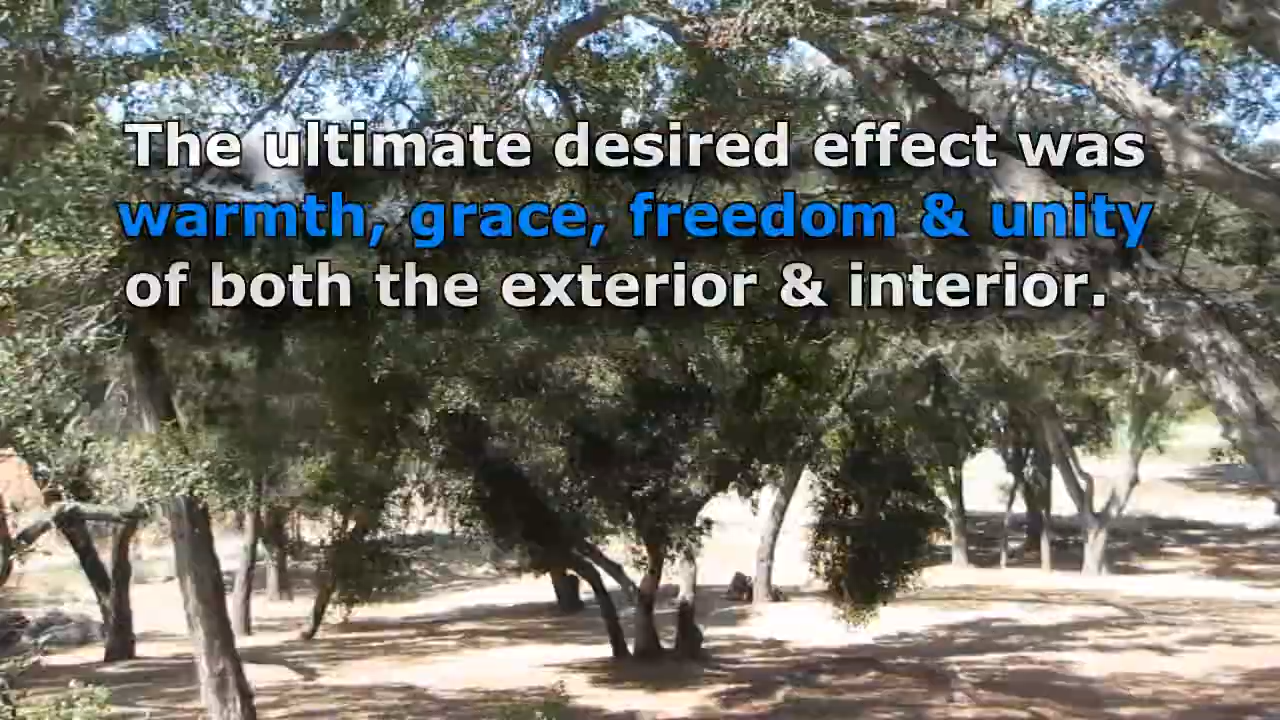 The ultimate desired effect was
warmth, grace, freedom & unity
of both the exterior & interior.